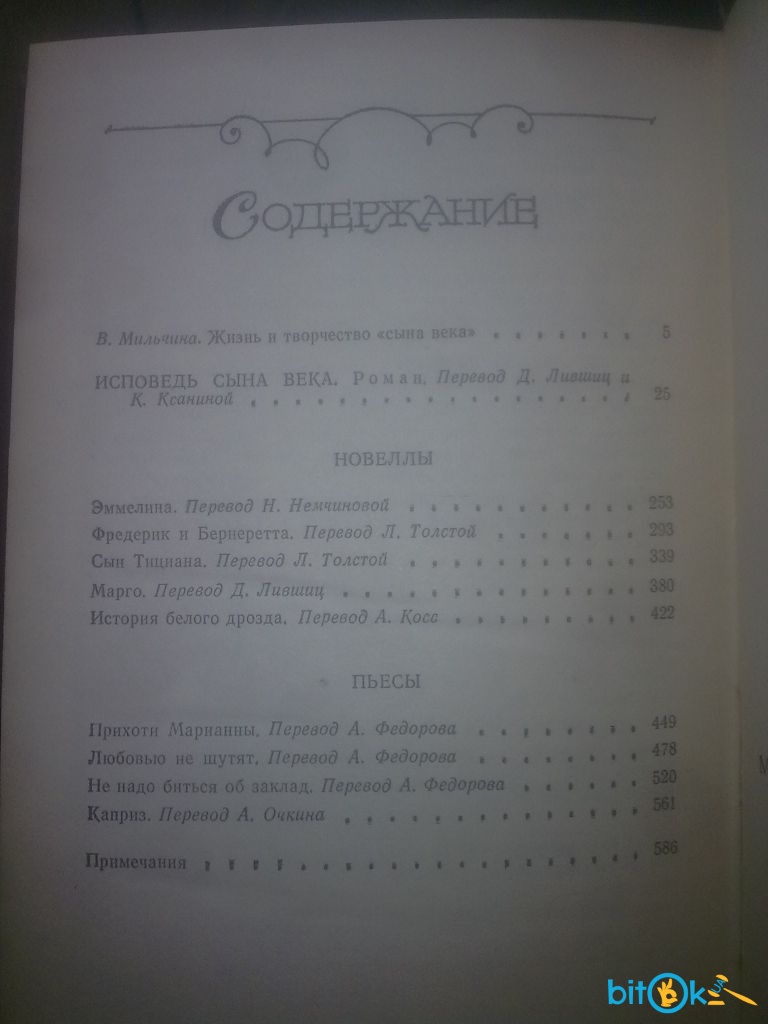 СОДЕРЖАНИЕ
В. Мильчина. Жизнь и творчество «сына века» . . . . . . . 5
ИСПОВЕДЬ СЫНА ВЕКА. Роман. Перевод Д. Лившиц и
К. Ксаниной . . . . . . . . . . . . . . . . . 25
НОВЕЛЛЫ
Эммелина. Перевод Н. Немчиновой . . . . . . . . . . 253
Фредерик и Бернеретта. Перевод Л. Толстой . . . . . . 293
Сын Тициана. Перевод Л. Толстой . . . . . . . . . . 339
Марго. Перевод Д. Лившиц . . . . . . . . . . . . . 380
История белого дрозда. Перевод А. Косс . . . . . . . . 422
ПЬЕСЫ
Прихоти Марианны. Перевод А. Федорова . . . . . . . 449
Любовью не шутят. Перевод А. Федорова . . . . . . . 478
Не надо биться об заклад. Перевод А. Федорова . . . . . 520
Каприз. Перевод А. Очкина . . . . . . . . . . . . . 561
Примечания . . . . . . . . . . . . . . . . . . . 586
bitOk UA